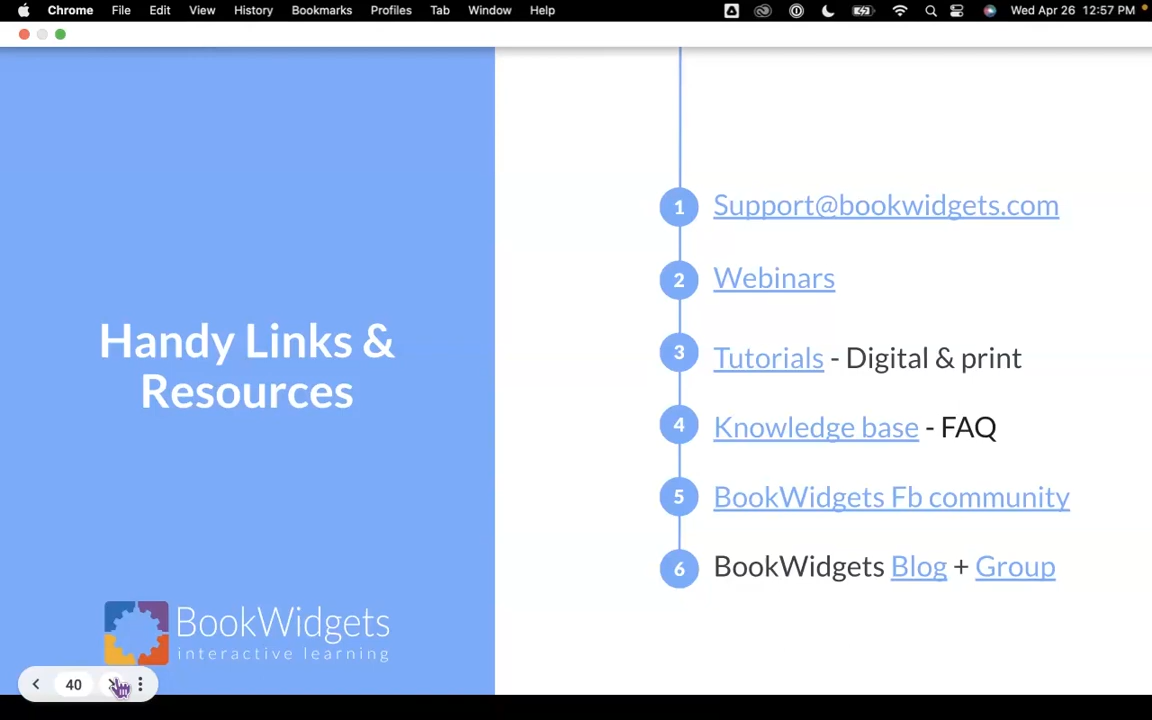 Chrome File Edit View History Bookmarks Profiles Tab Window Help Wed Apr 26 12:57 PM
Handy Links &
Resources
1 Support@bookwidgets.com
2 Webinars
3 Tutorials - Digital & print
4 Knowledge base - FAQ
5 BookWidgets Fb community
6 BookWidgets Blog + Group
BookWidgets
interactive learning
40